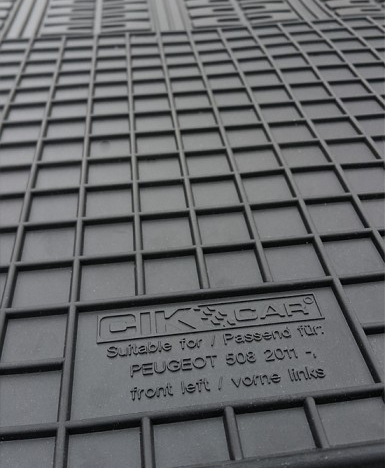 CIK CAR
Suitable for / Passend für:
PEUGEOT 508 2011 -,
front left / vorne links